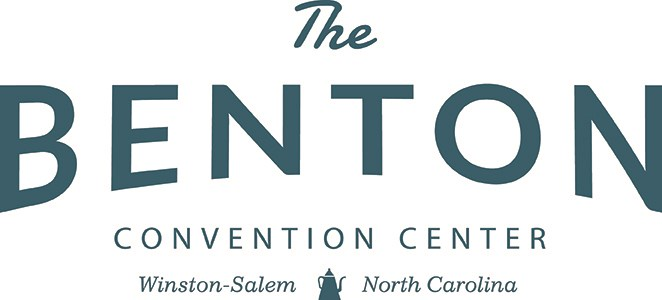 The
BENTON
CONVENTION CENTER
Winston-Salem North Carolina